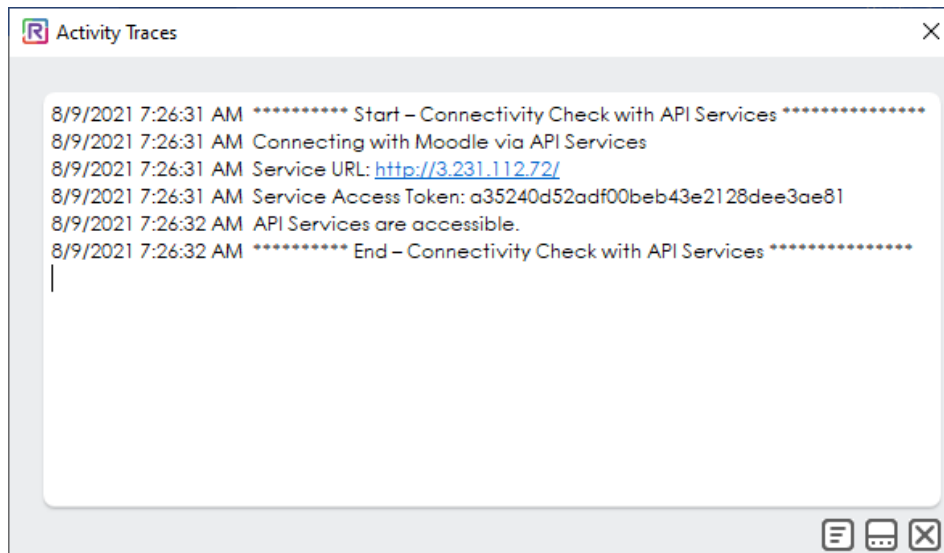 Activity Traces
8/9/2021 7:26:31 AM ********** Start – Connectivity Check with API Services ***************
8/9/2021 7:26:31 AM Connecting with Moodle via API Services
8/9/2021 7:26:31 AM Service URL: http://3.231.112.72/
8/9/2021 7:26:31 AM Service Access Token: a35240d52adf00beb43e2128dee3ae81
8/9/2021 7:26:32 AM API Services are accessible.
8/9/2021 7:26:32 AM ********** End – Connectivity Check with API Services ***************